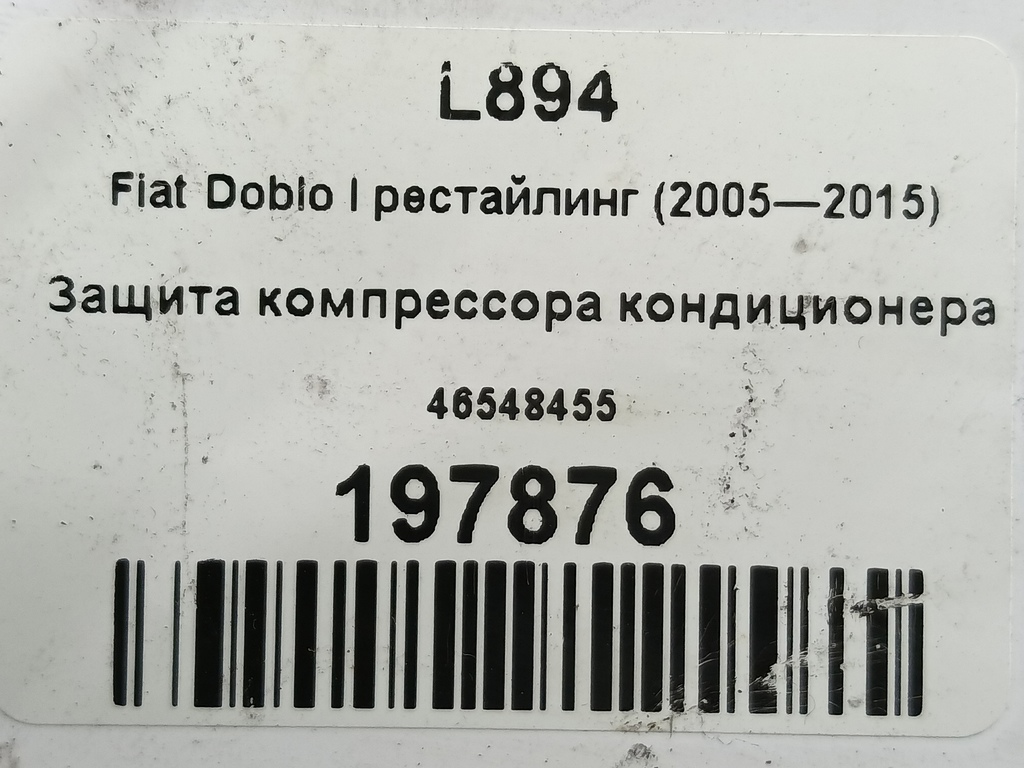 L894
Fiat Doblo I рестайлинг (2005—2015)
Защита компрессора кондиционера
46548455
197876